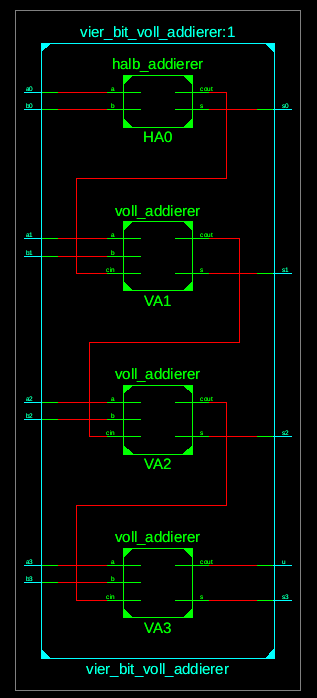 vier_bit_voll_addierer:1
halb_addierer
a0 a cout
b0 b s s0
HA0
voll_addierer
a1 a cout
b1 b
cin s s1
VA1
voll_addierer
a2 a cout
b2 b
cin s s2
VA2
voll_addierer
a3 a cout u
b3 b
cin s s3
VA3
vier_bit_voll_addierer